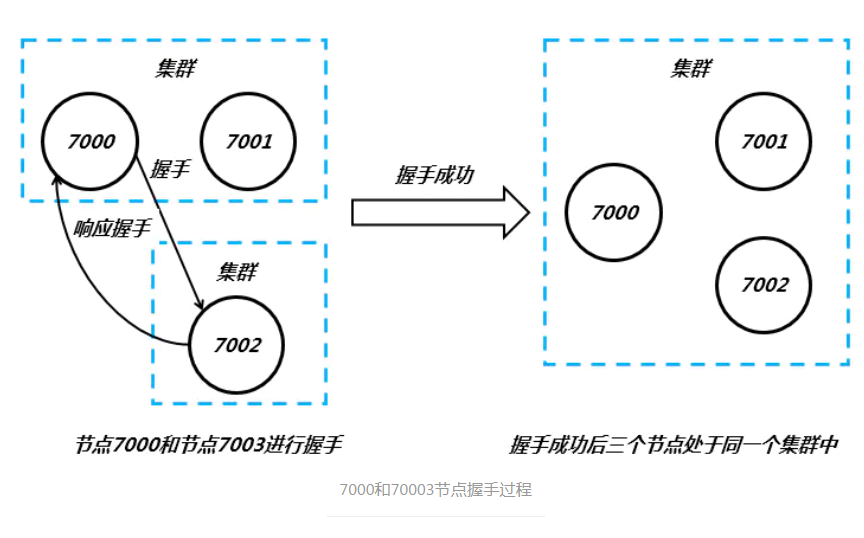 集群
7000
7001
握手
响应握手
集群
7002
节点7000和节点7003进行握手
握手成功
集群
7001
7000
7002
握手成功后三个节点处于同一个集群中
7000和70003节点握手过程